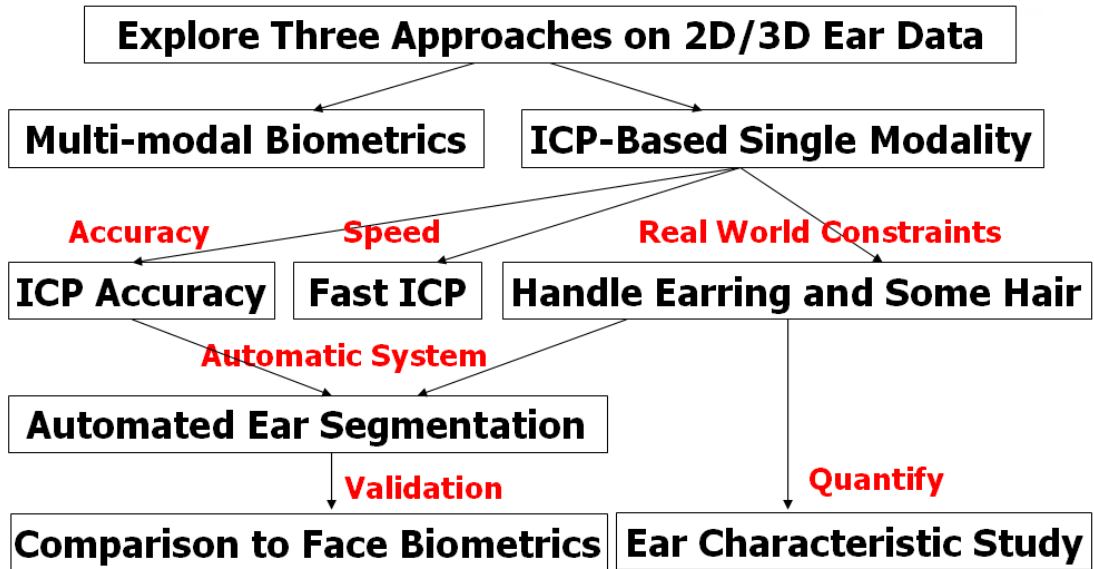 Explore Three Approaches on 2D/3D Ear Data
Multi-modal Biometrics
ICP-Based Single Modality
Accuracy
Speed
Real World Constraints
ICP Accuracy
Fast ICP
Handle Earring and Some Hair
Automatic System
Automated Ear Segmentation
Validation
Quantify
Comparison to Face Biometrics
Ear Characteristic Study